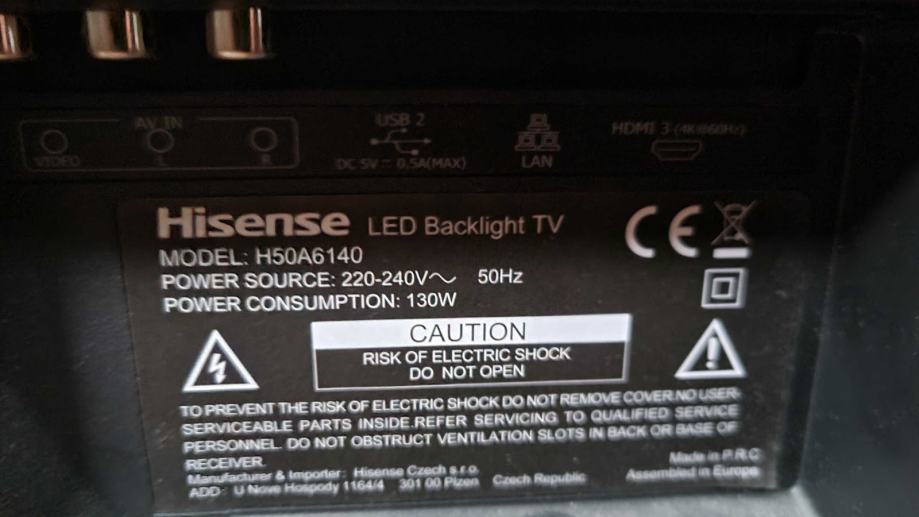 AV IN
VIDEO L R
USB 2
DC 5V ⎓ 0.5A(MAX)
LAN
HDMI 3 (4K@60Hz)
Hisense LED Backlight TV
MODEL: H50A6140
POWER SOURCE: 220-240V～ 50Hz
POWER CONSUMPTION: 130W
CE
CAUTION
RISK OF ELECTRIC SHOCK
DO NOT OPEN
TO PREVENT THE RISK OF ELECTRIC SHOCK DO NOT REMOVE COVER.NO USER-
SERVICEABLE PARTS INSIDE.REFER SERVICING TO QUALIFIED SERVICE
PERSONNEL. DO NOT OBSTRUCT VENTILATION SLOTS IN BACK OR BASE OF
RECEIVER.
Manufacturer & Importer: Hisense Czech s.r.o.
ADD: U Nove Hospody 1164/4 301 00 Plzen Czech Republic
Made in P.R.C
Assembled in Europe